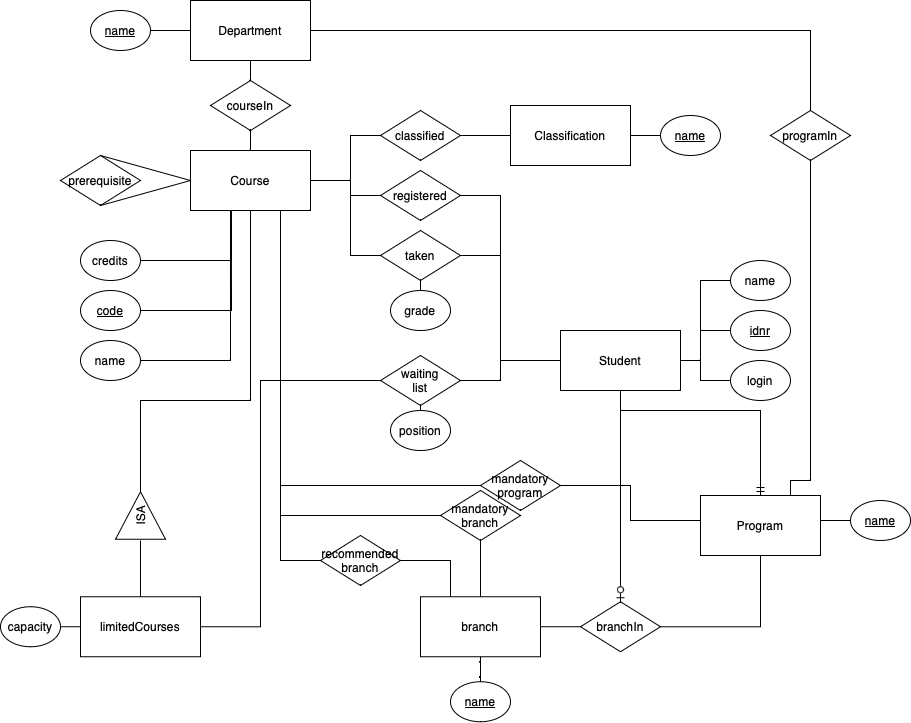 name
Department
courseIn
classified
Classification
name
programIn
prerequisite
Course
registered
credits
taken
name
code
grade
idnr
Student
name
waiting
list
login
position
mandatory
program
ISA
mandatory
branch
Program
name
recommended
branch
capacity
limitedCourses
branch
branchIn
name